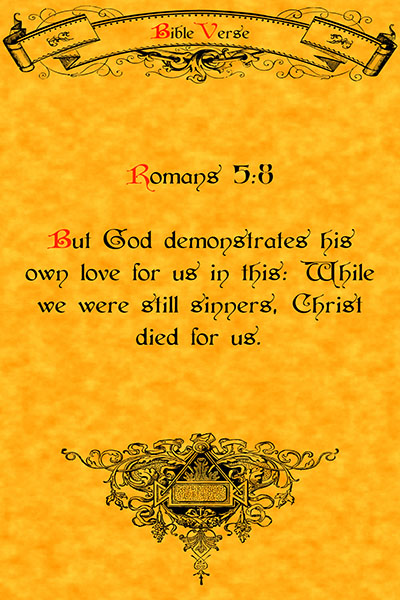 Bible Verse
Romans 5:8
But God demonstrates his
own love for us in this: While
we were still sinners, Christ
died for us.